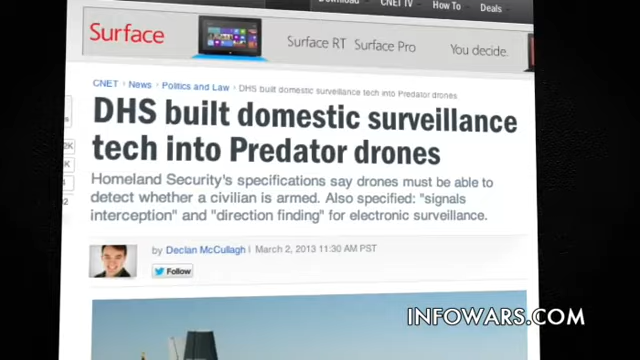 Download CNET TV How To Deals
Surface
Surface RT Surface Pro
You decide.
CNET › News › Politics and Law › DHS built domestic surveillance tech into Predator drones
DHS built domestic surveillance
tech into Predator drones
Homeland Security's specifications say drones must be able to
detect whether a civilian is armed. Also specified: "signals
interception" and "direction finding" for electronic surveillance.
by Declan McCullagh | March 2, 2013 11:30 AM PST
Follow
INFOWARS.COM